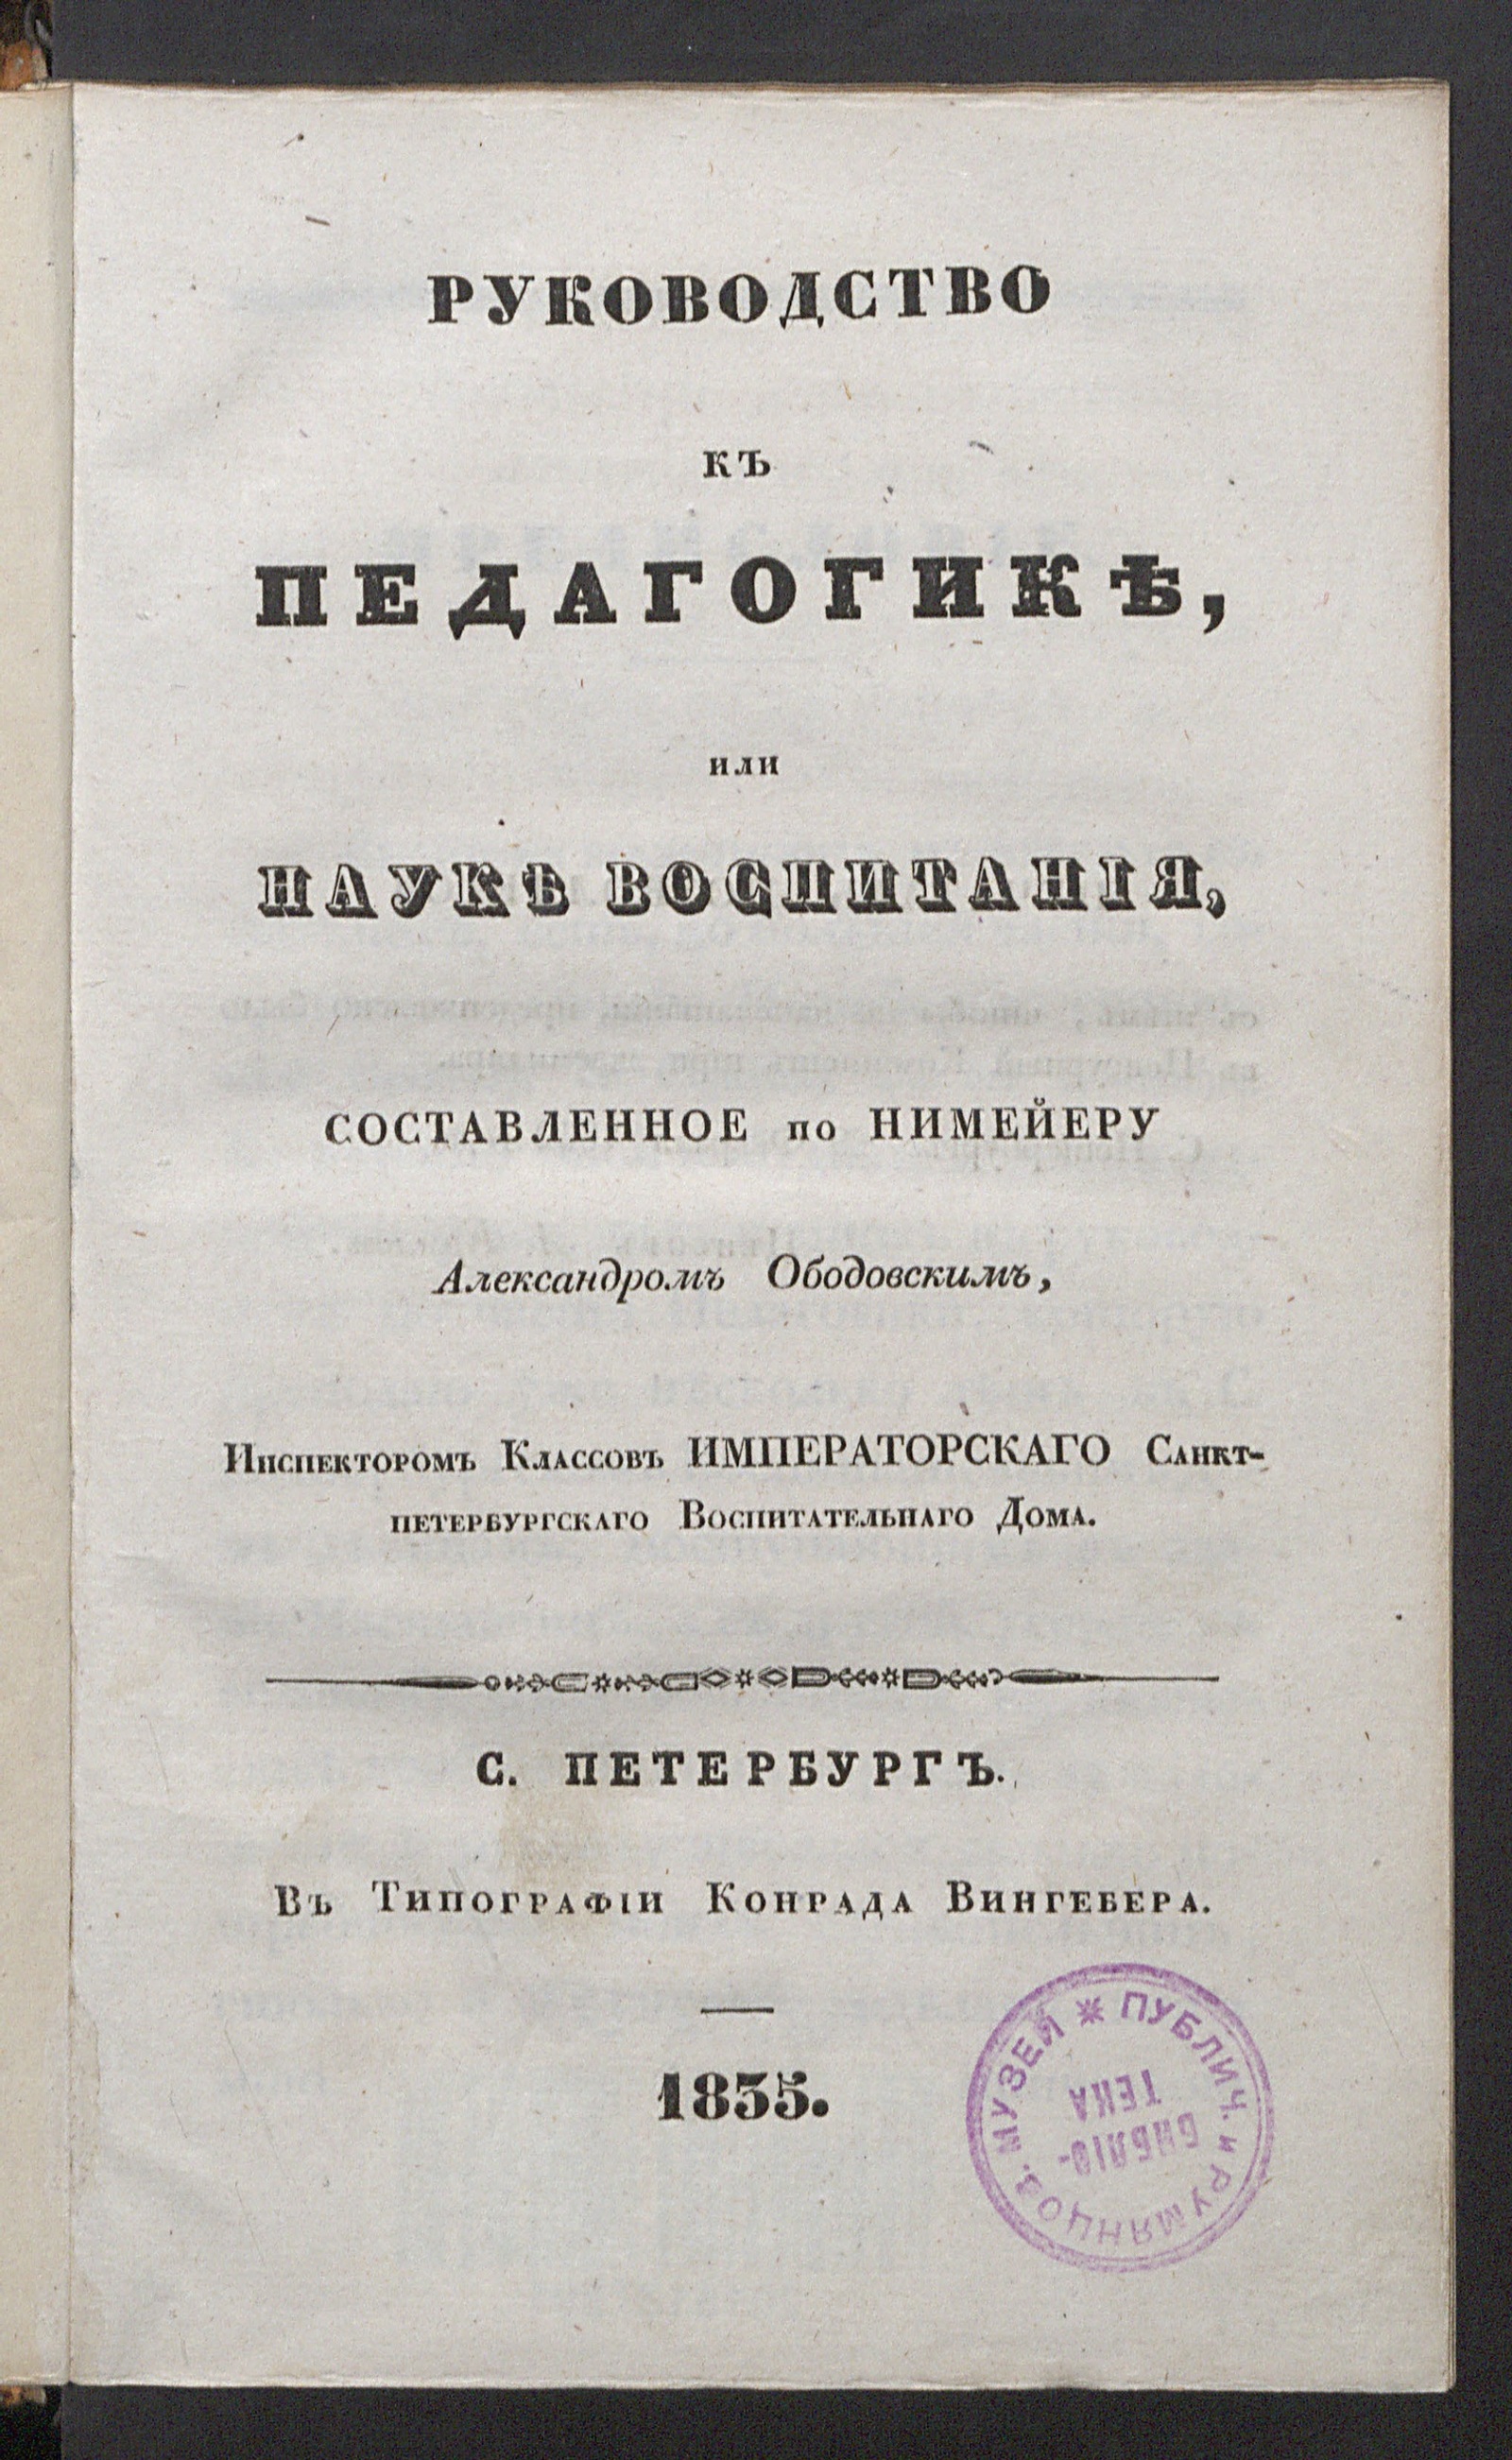 РУКОВОДСТВО
КЪ
ПЕДАГОГИКѢ,
ИЛИ
НАУКѢ ВОСПИТАНІЯ,
СОСТАВЛЕННОЕ по НИМЕЙЕРУ
Александромъ Ободовскимъ,
Инспекторомъ Классовъ ИМПЕРАТОРСКАГО Санкт-
петербургскаго Воспитательнаго Дома.
С. ПЕТЕРБУРГЪ.
Въ Типографіи Конрада Вингебера.
1835.
ПУБЛИЧ. и РУМЯНЦОВ. МУЗЕЙ
БИБЛІО-
ТЕКА